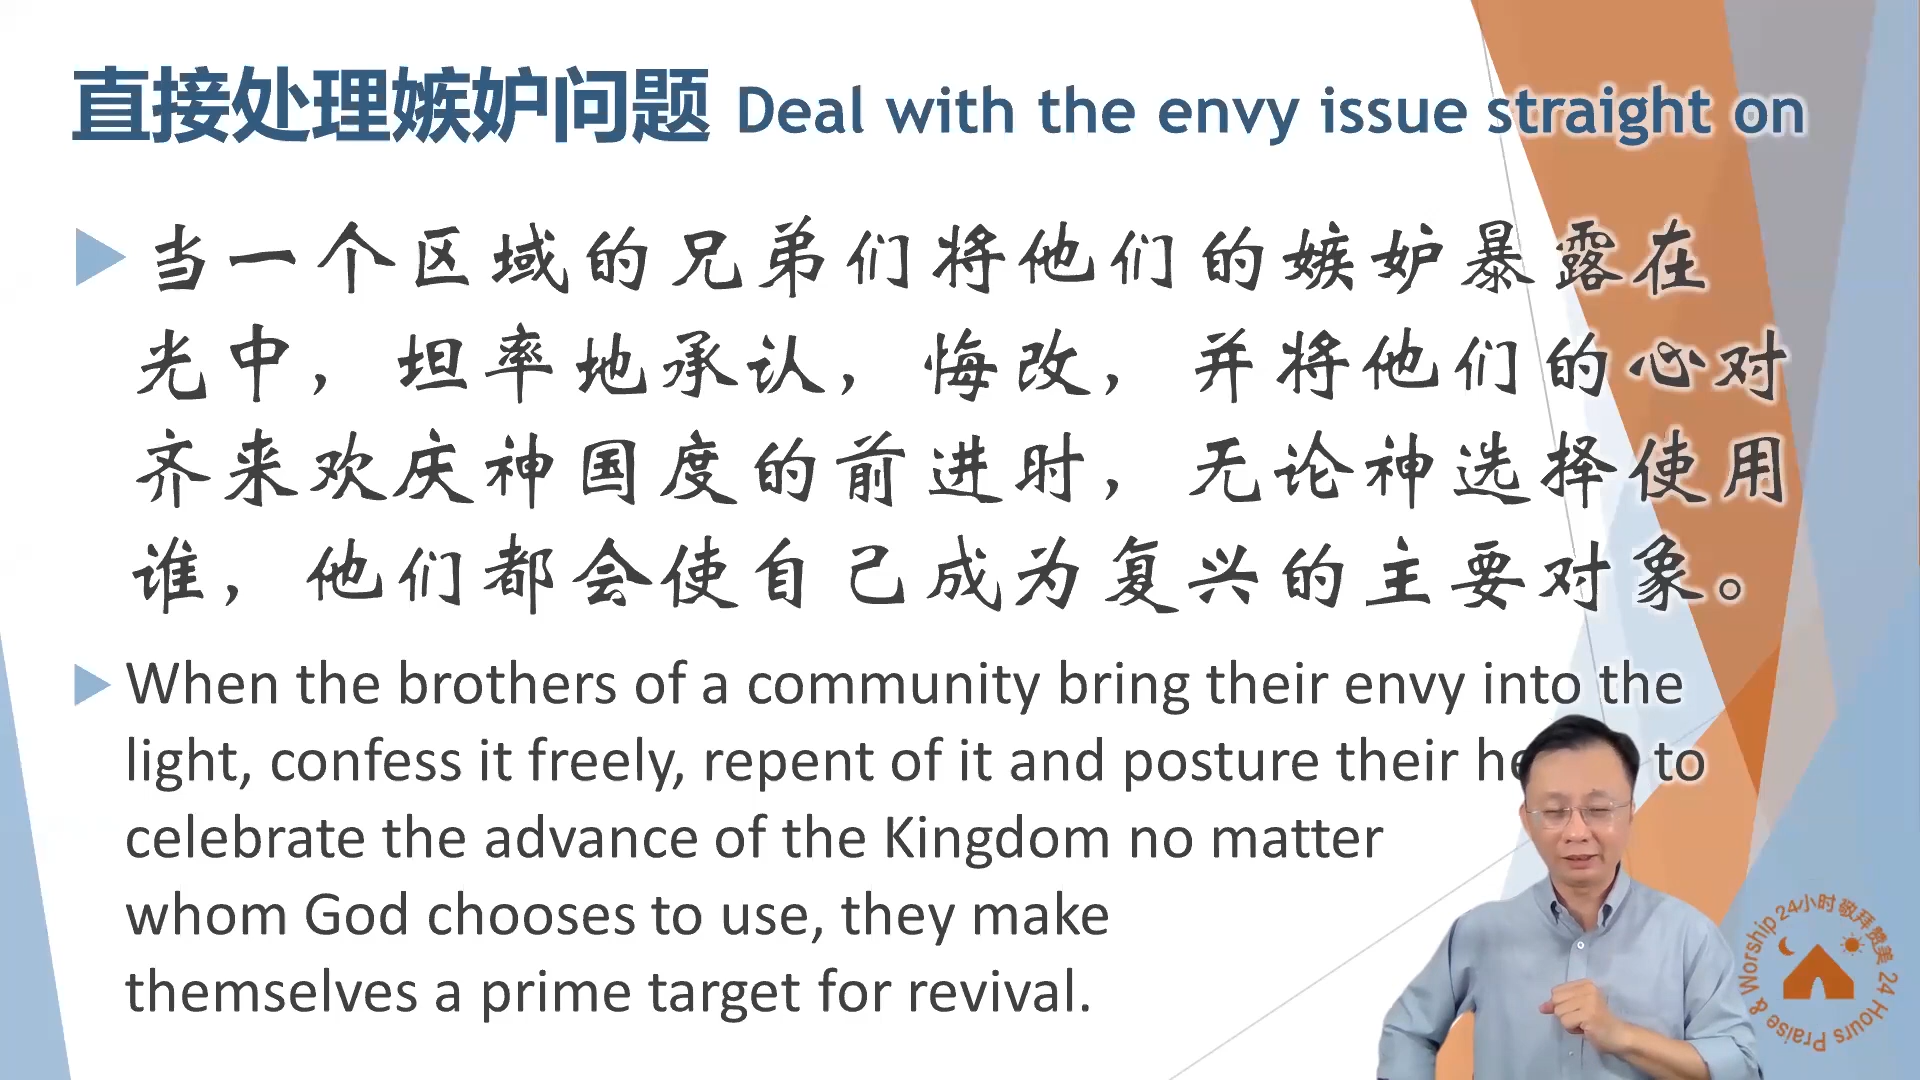 直接处理嫉妒问题 Deal with the envy issue straight on
当一个区域的兄弟们将他们的嫉妒暴露在
光中，坦率地承认，悔改，并将他们的心对
齐来欢庆神国度的前进时，无论神选择使用
谁，他们都会使自己成为复兴的主要对象。
When the brothers of a community bring their envy into the
light, confess it freely, repent of it and posture their to
celebrate the advance of the Kingdom no matter
whom God chooses to use, they make
themselves a prime target for revival.
24小时敬拜赞美 24 Hours Praise & Worship